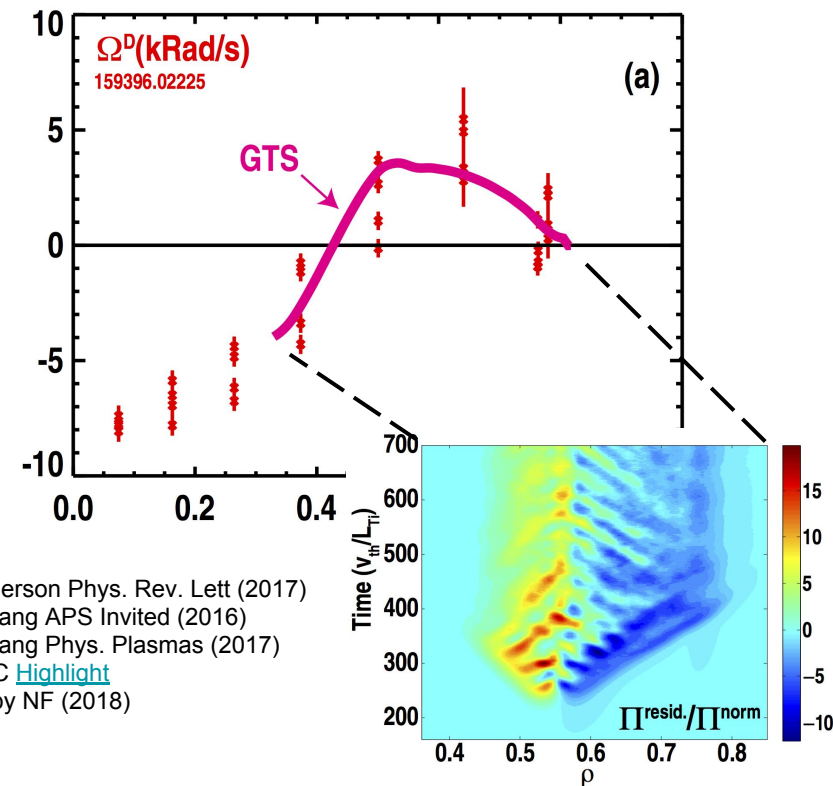 10
Ω^D(kRad/s)
159396.02225
(a)
5
GTS
0
-5
-10
0.0 0.2 0.4
700
600
500
400
300
200
Time (v_th/L_Ti)
Π^resid./Π^norm
0.4 0.5 0.6 0.7 0.8
ρ
15
10
5
0
−5
−10
erson Phys. Rev. Lett (2017)
ang APS Invited (2016)
ang Phys. Plasmas (2017)
C Highlight
by NF (2018)